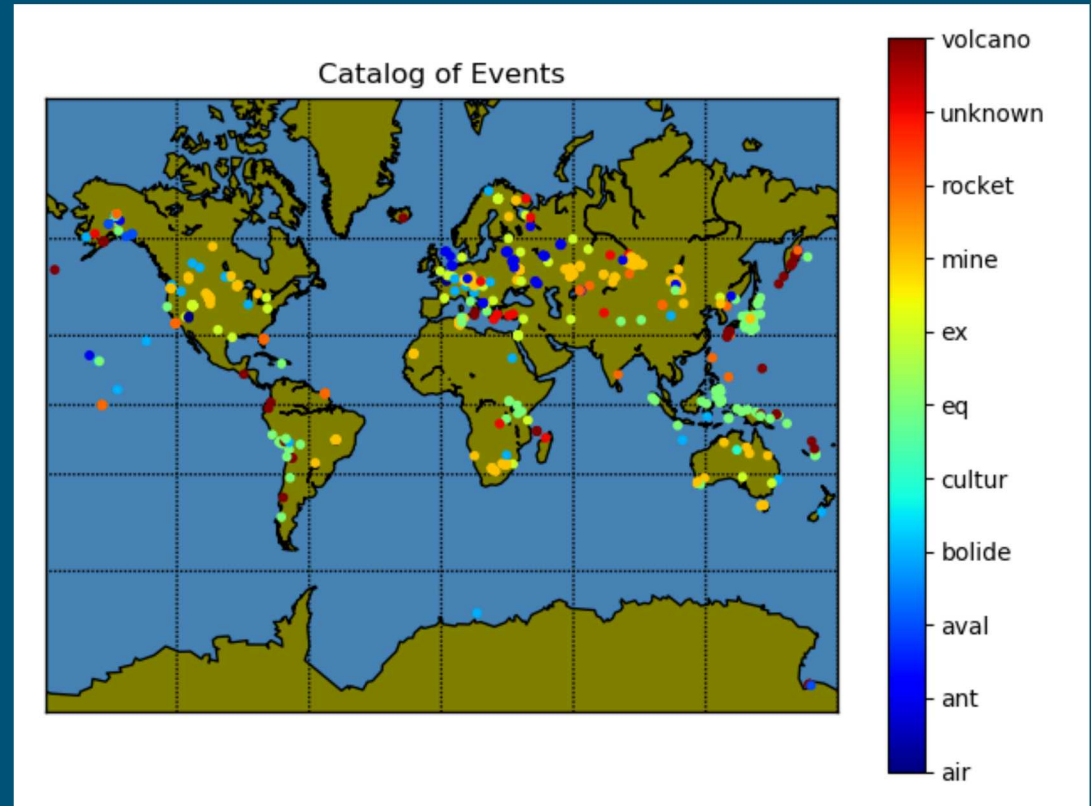 Catalog of Events
volcano
unknown
rocket
mine
ex
eq
cultur
bolide
aval
ant
air